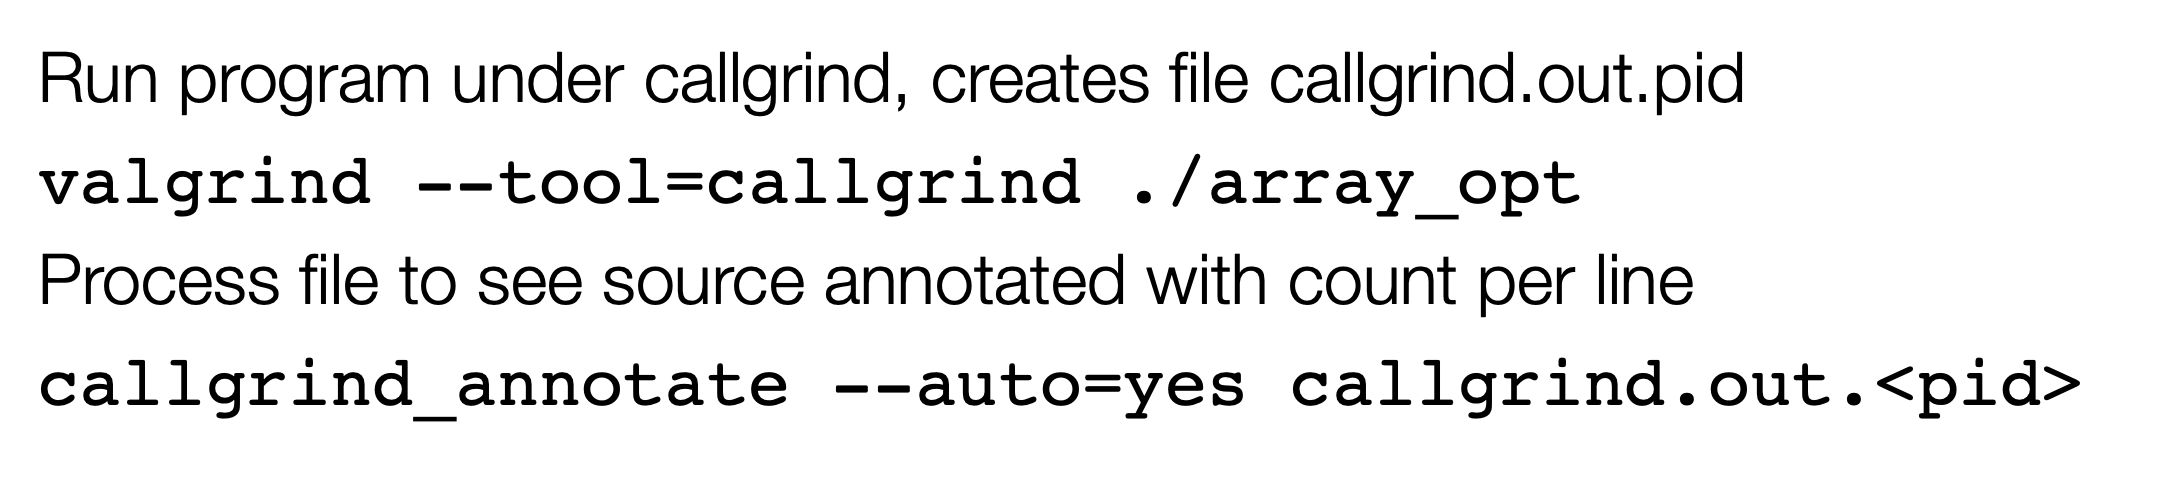 Run program under callgrind, creates file callgrind.out.pid
valgrind --tool=callgrind ./array_opt
Process file to see source annotated with count per line
callgrind_annotate --auto=yes callgrind.out.<pid>